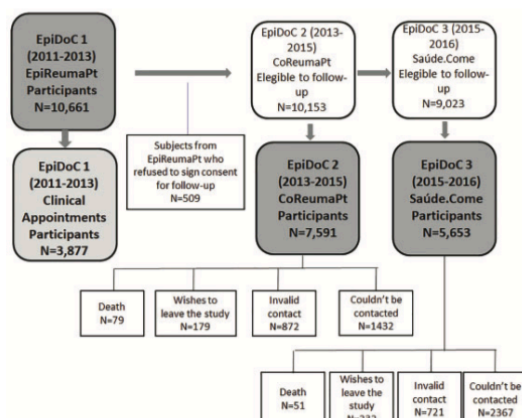 EpiDoC 1
(2011-2013)
EpiReumaPt
Participants
N=10,661
EpiDoC 2 (2013-
2015)
CoReumaPt
Elegible to follow-
up
N=10,153
EpiDoC 3 (2015-
2016)
Saúde.Come
Elegible to follow-
up
N=9,023
EpiDoC 1
(2011-2013)
Clinical
Appointments
Participants
N=3,877
Subjects from
EpiReumaPt who
refused to sign consent
for follow-up
N=509
EpiDoC 2
(2013-2015)
CoReumaPt
Participants
N=7,591
EpiDoC 3
(2015-2016)
Saúde.Come
Participants
N=5,653
Death
N=79
Wishes to
leave the study
N=179
Invalid
contact
N=872
Couldn't be
contacted
N=1432
Death
N=51
Wishes to
leave the
study
Invalid
contact
N=721
Couldn't be
contacted
N=2367